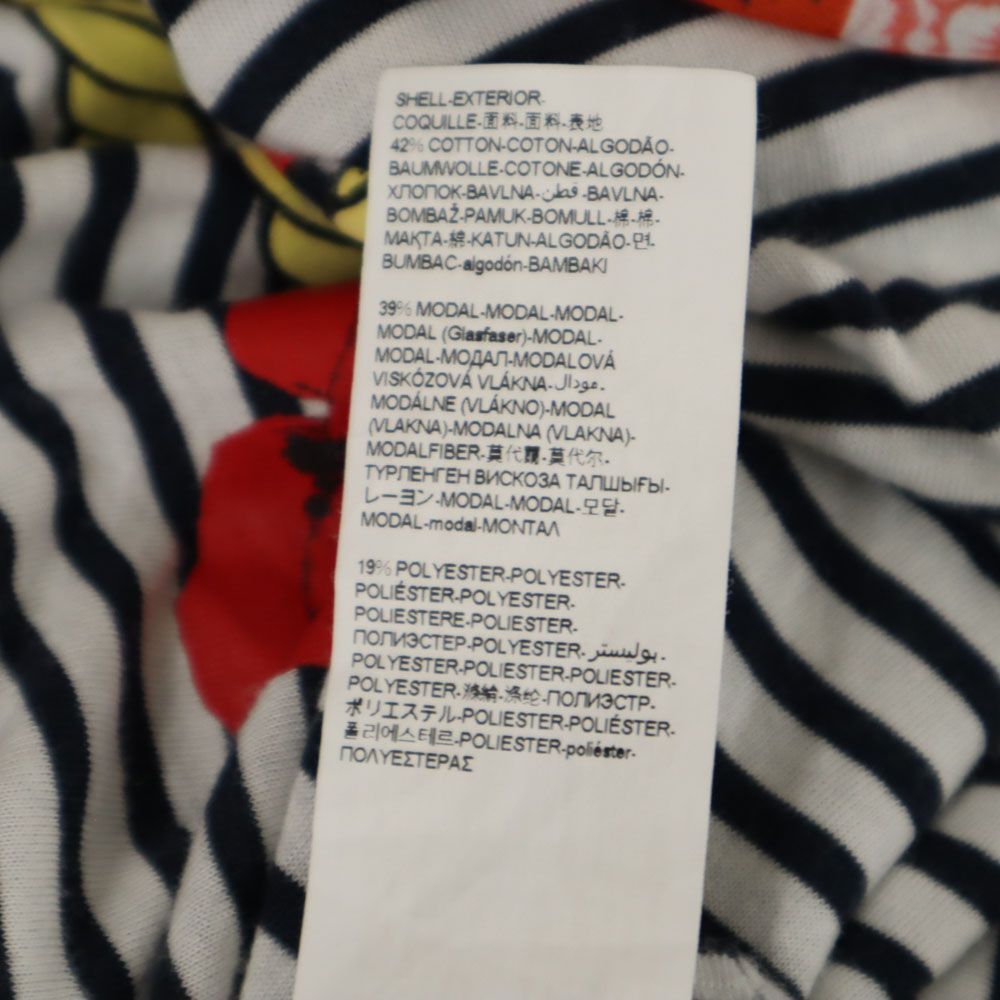 SHELL-EXTERIOR-
COQUILLE-面料-面料-表地
42% COTTON-COTON-ALGODÃO-
BAUMWOLLE-COTONE-ALGODÓN-
ХЛОПОК-BAVLNA-قطن-BAVLNA-
BOMBAŽ-PAMUK-BOMULL-棉-棉-
МАҚТА-綿-KATUN-ALGODÃO-면-
BUMBAC-algodón-BAMBAKI
39% MODAL-MODAL-MODAL-
MODAL (Glasfaser)-MODAL-
MODAL-МОДАЛ-MODALOVÁ
VISKÓZOVÁ VLÁKNA-مودال-
MODÁLNE (VLÁKNO)-MODAL
(VLAKNA)-MODALNA (VLAKNA)-
MODALFIBER-莫代爾-莫代尔-
ТҮРЛЕНГЕН ВИСКОЗА ТАЛШЫҒЫ-
レーヨン-MODAL-MODAL-모달-
MODAL-modal-ΜΟΝΤΑΛ
19% POLYESTER-POLYESTER-
POLIÉSTER-POLYESTER-
POLIESTERE-POLIESTER-
ПОЛИЭСТЕР-POLYESTER-بوليستر-
POLYESTER-POLIESTER-POLIESTER-
POLYESTER-滌綸-涤纶-ПОЛИЭСТР-
ポリエステル-POLIESTER-POLIÉSTER-
폴리에스테르-POLIESTER-poliéster-
ΠΟΛΥΕΣΤΕΡΑΣ